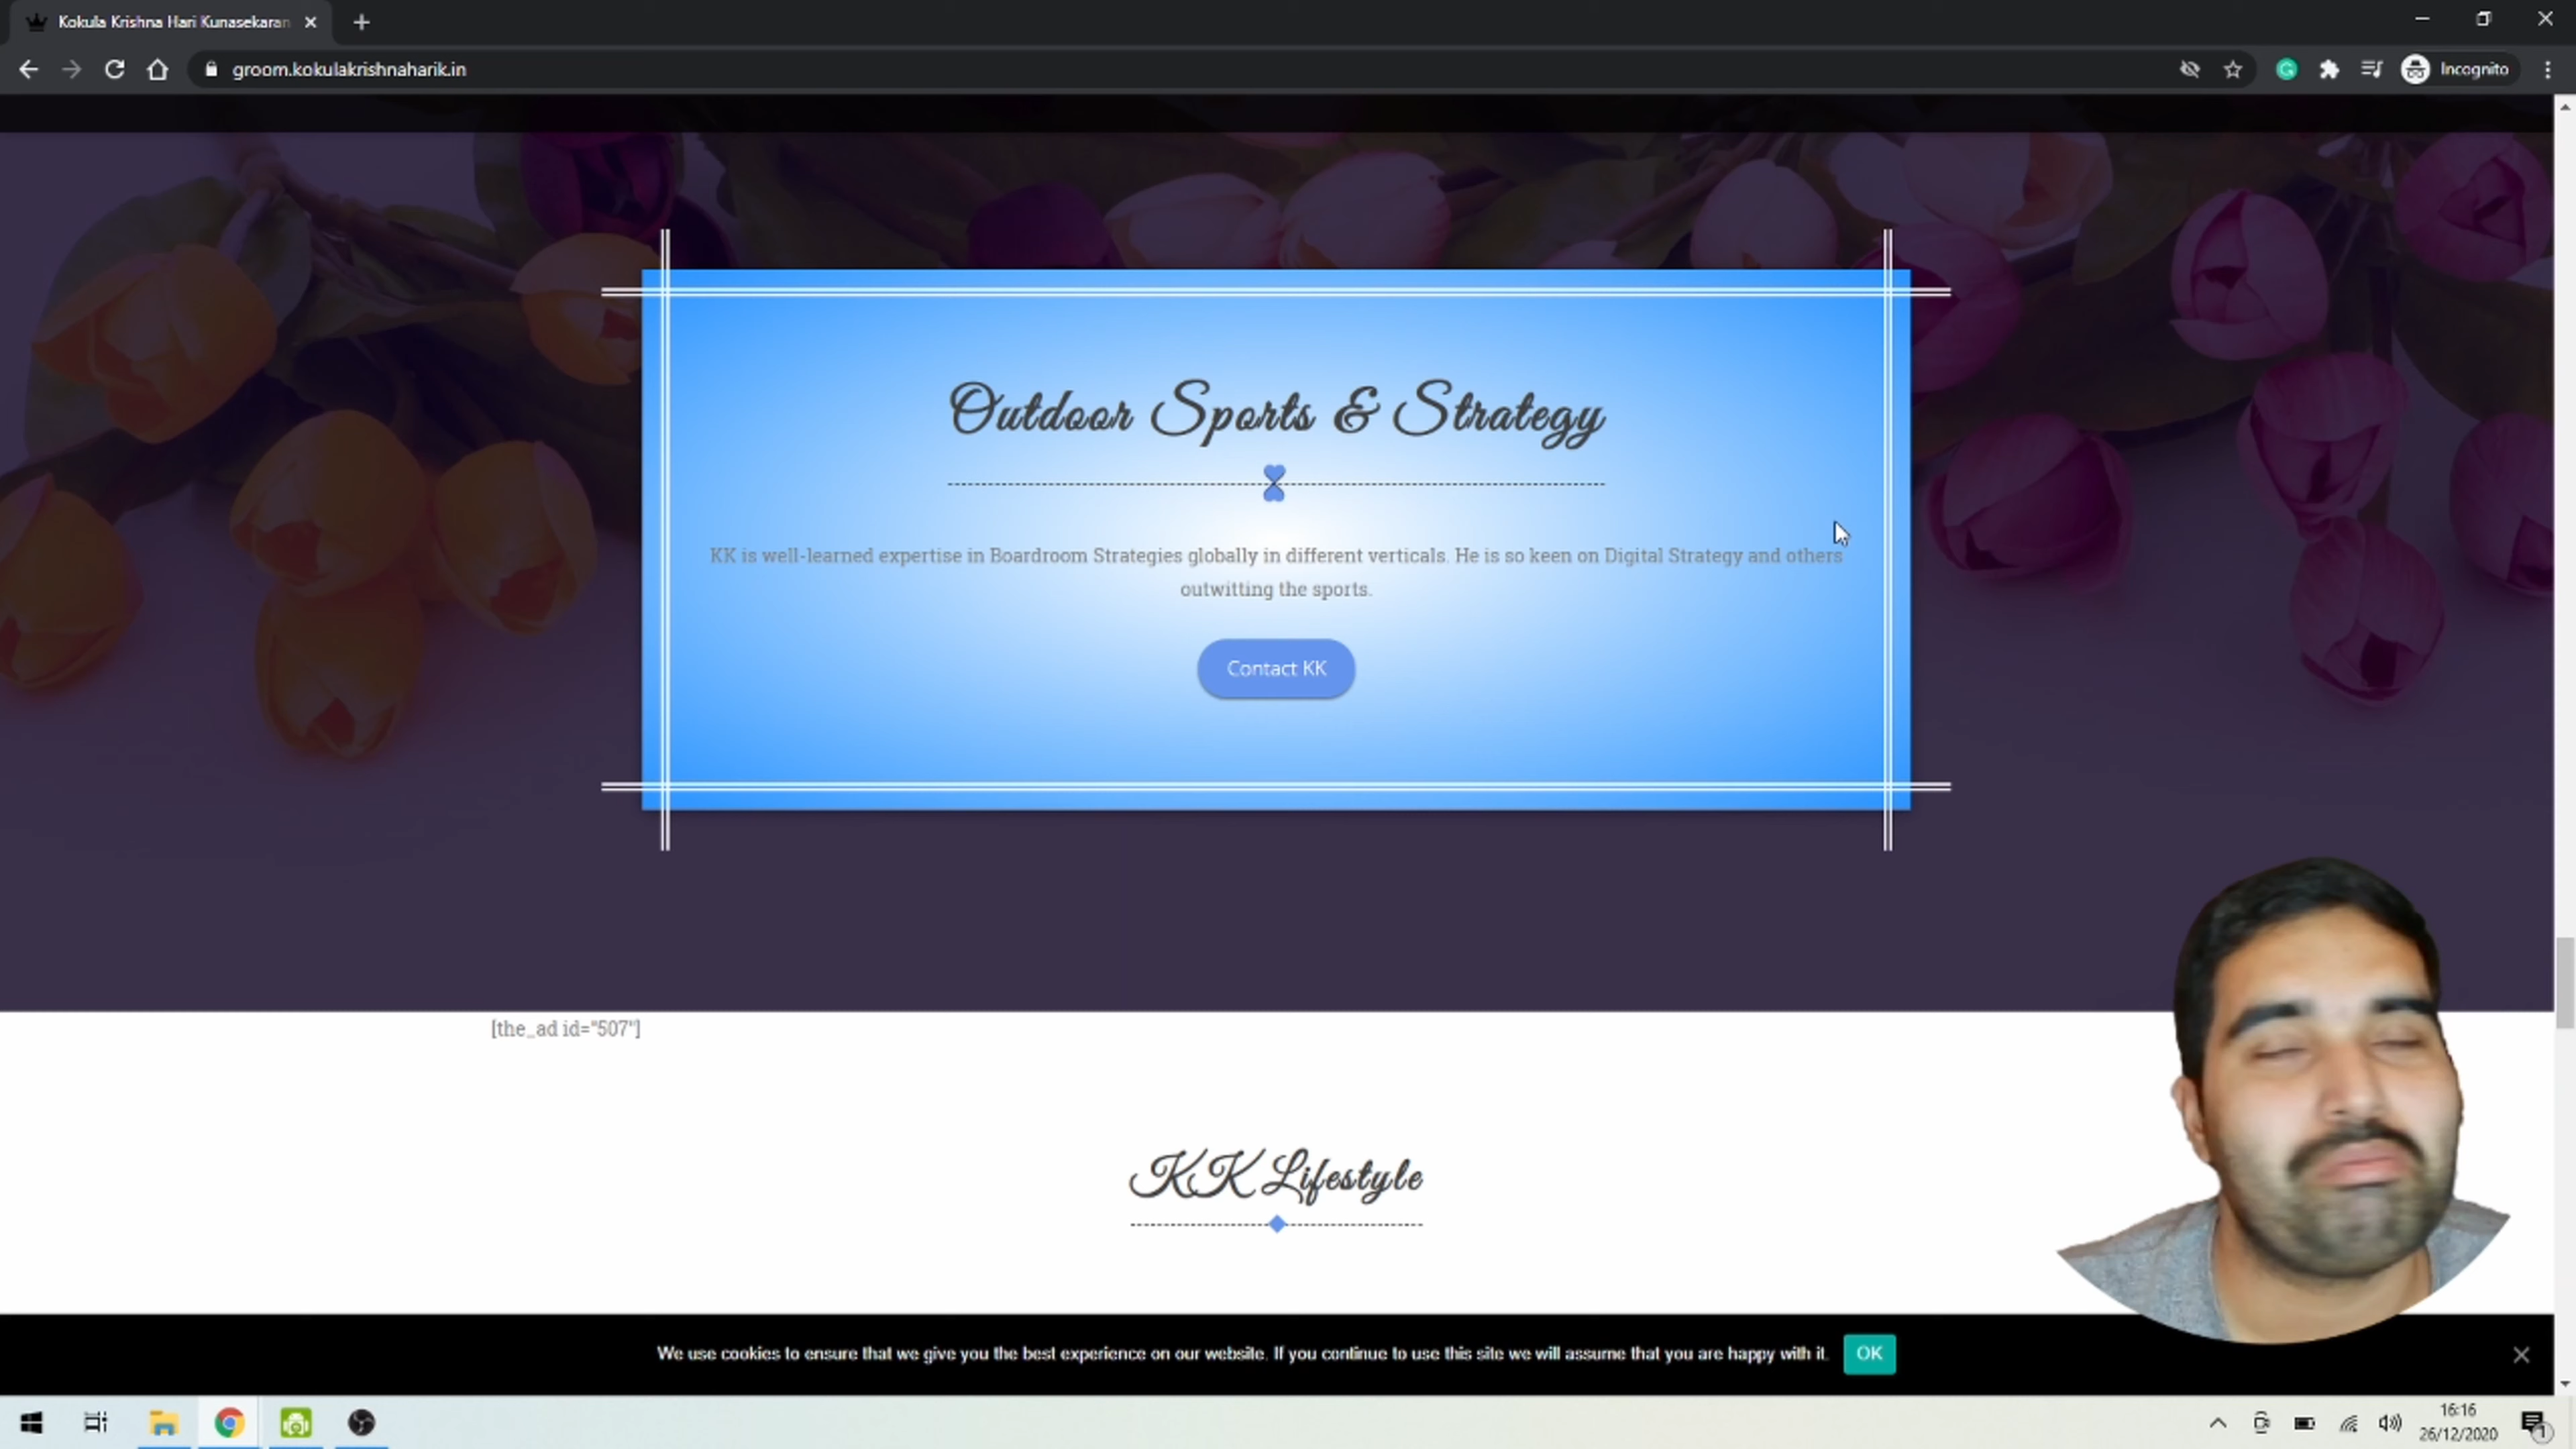 Kokula Krishna Hari Kunasekaran
groom.kokulakrishnaharik.in
Incognito
Outdoor Sports & Strategy
KK is well-learned expertise in Boardroom Strategies globally in different verticals. He is so keen on Digital Strategy and others
outwitting the sports.
Contact KK
[the_ad id="507"]
KK Lifestyle
We use cookies to ensure that we give you the best experience on our website. If you continue to use this site we will assume that you are happy with it.
OK
16:16
26/12/2020
1